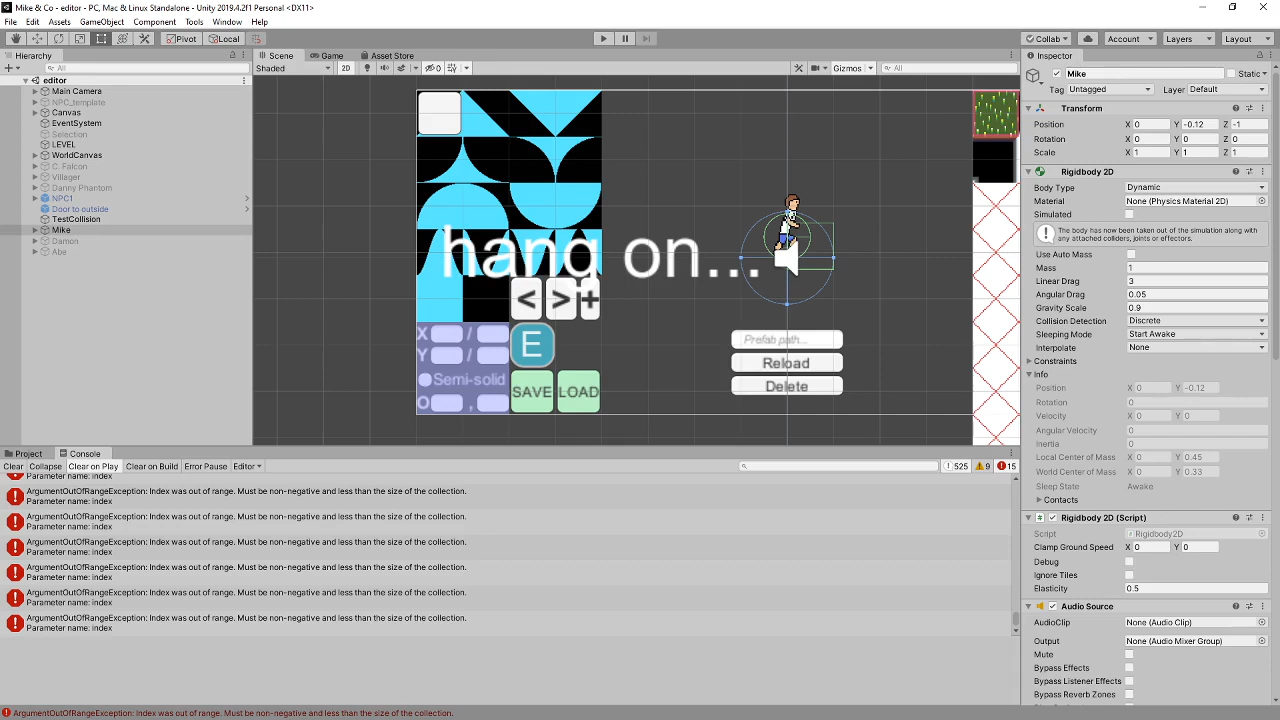 Mike & Co - editor - PC, Mac & Linux Standalone - Unity 2019.4.2f1 Personal <DX11>
File Edit Assets GameObject Component Tools Window Help
Pivot Local Collab Account Layers Layout
Hierarchy
All
editor
Main Camera
NPC_template
Canvas
EventSystem
Selection
LEVEL
WorldCanvas
C. Falcon
Villager
Danny Phantom
NPC1
Door to outside
TestCollision
Mike
Damon
Abe
Scene Game Asset Store
Shaded 2D 0 Gizmos All
hang on...
< > +
X /
Y /
E
Semi-solid
O ,
SAVE LOAD
Prefab path...
Reload
Delete
Project Console
Clear Collapse Clear on Play Clear on Build Error Pause Editor 525 9 15
Parameter name: index
ArgumentOutOfRangeException: Index was out of range. Must be non-negative and less than the size of the collection.
Parameter name: index
ArgumentOutOfRangeException: Index was out of range. Must be non-negative and less than the size of the collection.
Parameter name: index
ArgumentOutOfRangeException: Index was out of range. Must be non-negative and less than the size of the collection.
Parameter name: index
ArgumentOutOfRangeException: Index was out of range. Must be non-negative and less than the size of the collection.
Parameter name: index
ArgumentOutOfRangeException: Index was out of range. Must be non-negative and less than the size of the collection.
Parameter name: index
ArgumentOutOfRangeException: Index was out of range. Must be non-negative and less than the size of the collection.
Parameter name: index
ArgumentOutOfRangeException: Index was out of range. Must be non-negative and less than the size of the collection.
Inspector
Mike Static
Tag Untagged Layer Default
Transform
Position X 0 Y -0.12 Z -1
Rotation X 0 Y 0 Z 0
Scale X 1 Y 1 Z 1
Rigidbody 2D
Body Type Dynamic
Material None (Physics Material 2D)
Simulated
The body has now been taken out of the simulation along with
any attached colliders, joints or effectors.
Use Auto Mass
Mass 1
Linear Drag 3
Angular Drag 0.05
Gravity Scale 0.9
Collision Detection Discrete
Sleeping Mode Start Awake
Interpolate None
Constraints
Info
Position X 0 Y -0.12
Rotation 0
Velocity X 0 Y 0
Angular Velocity 0
Inertia 0
Local Center of Mass X 0 Y 0.45
World Center of Mass X 0 Y 0.33
Sleep State Awake
Contacts
Rigidbody 2D (Script)
Script Rigidbody2D
Clamp Ground Speed X 0 Y 0
Debug
Ignore Tiles
Elasticity 0.5
Audio Source
AudioClip None (Audio Clip)
Output None (Audio Mixer Group)
Mute
Bypass Effects
Bypass Listener Effects
Bypass Reverb Zones